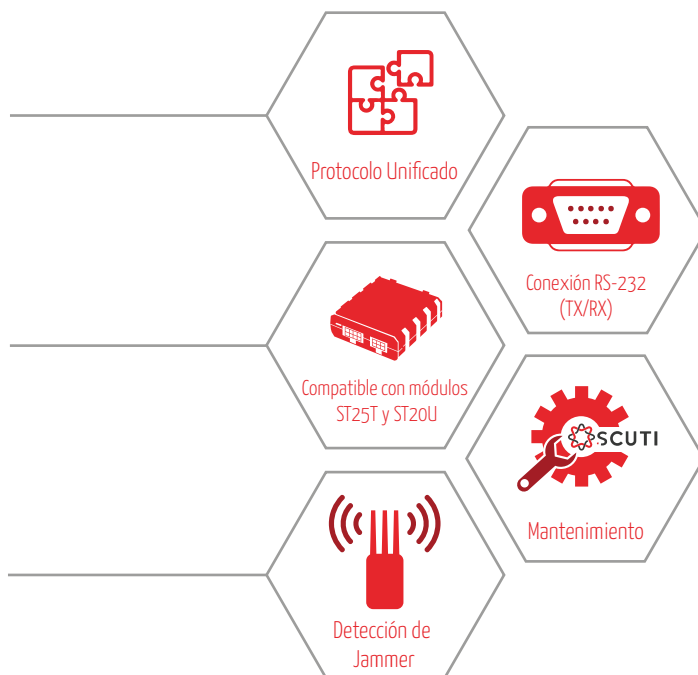 Protocolo Unificado
Conexión RS-232
(TX/RX)
Compatible con módulos
ST25T y ST20U
SCUTI
Mantenimiento
Detección de
Jammer